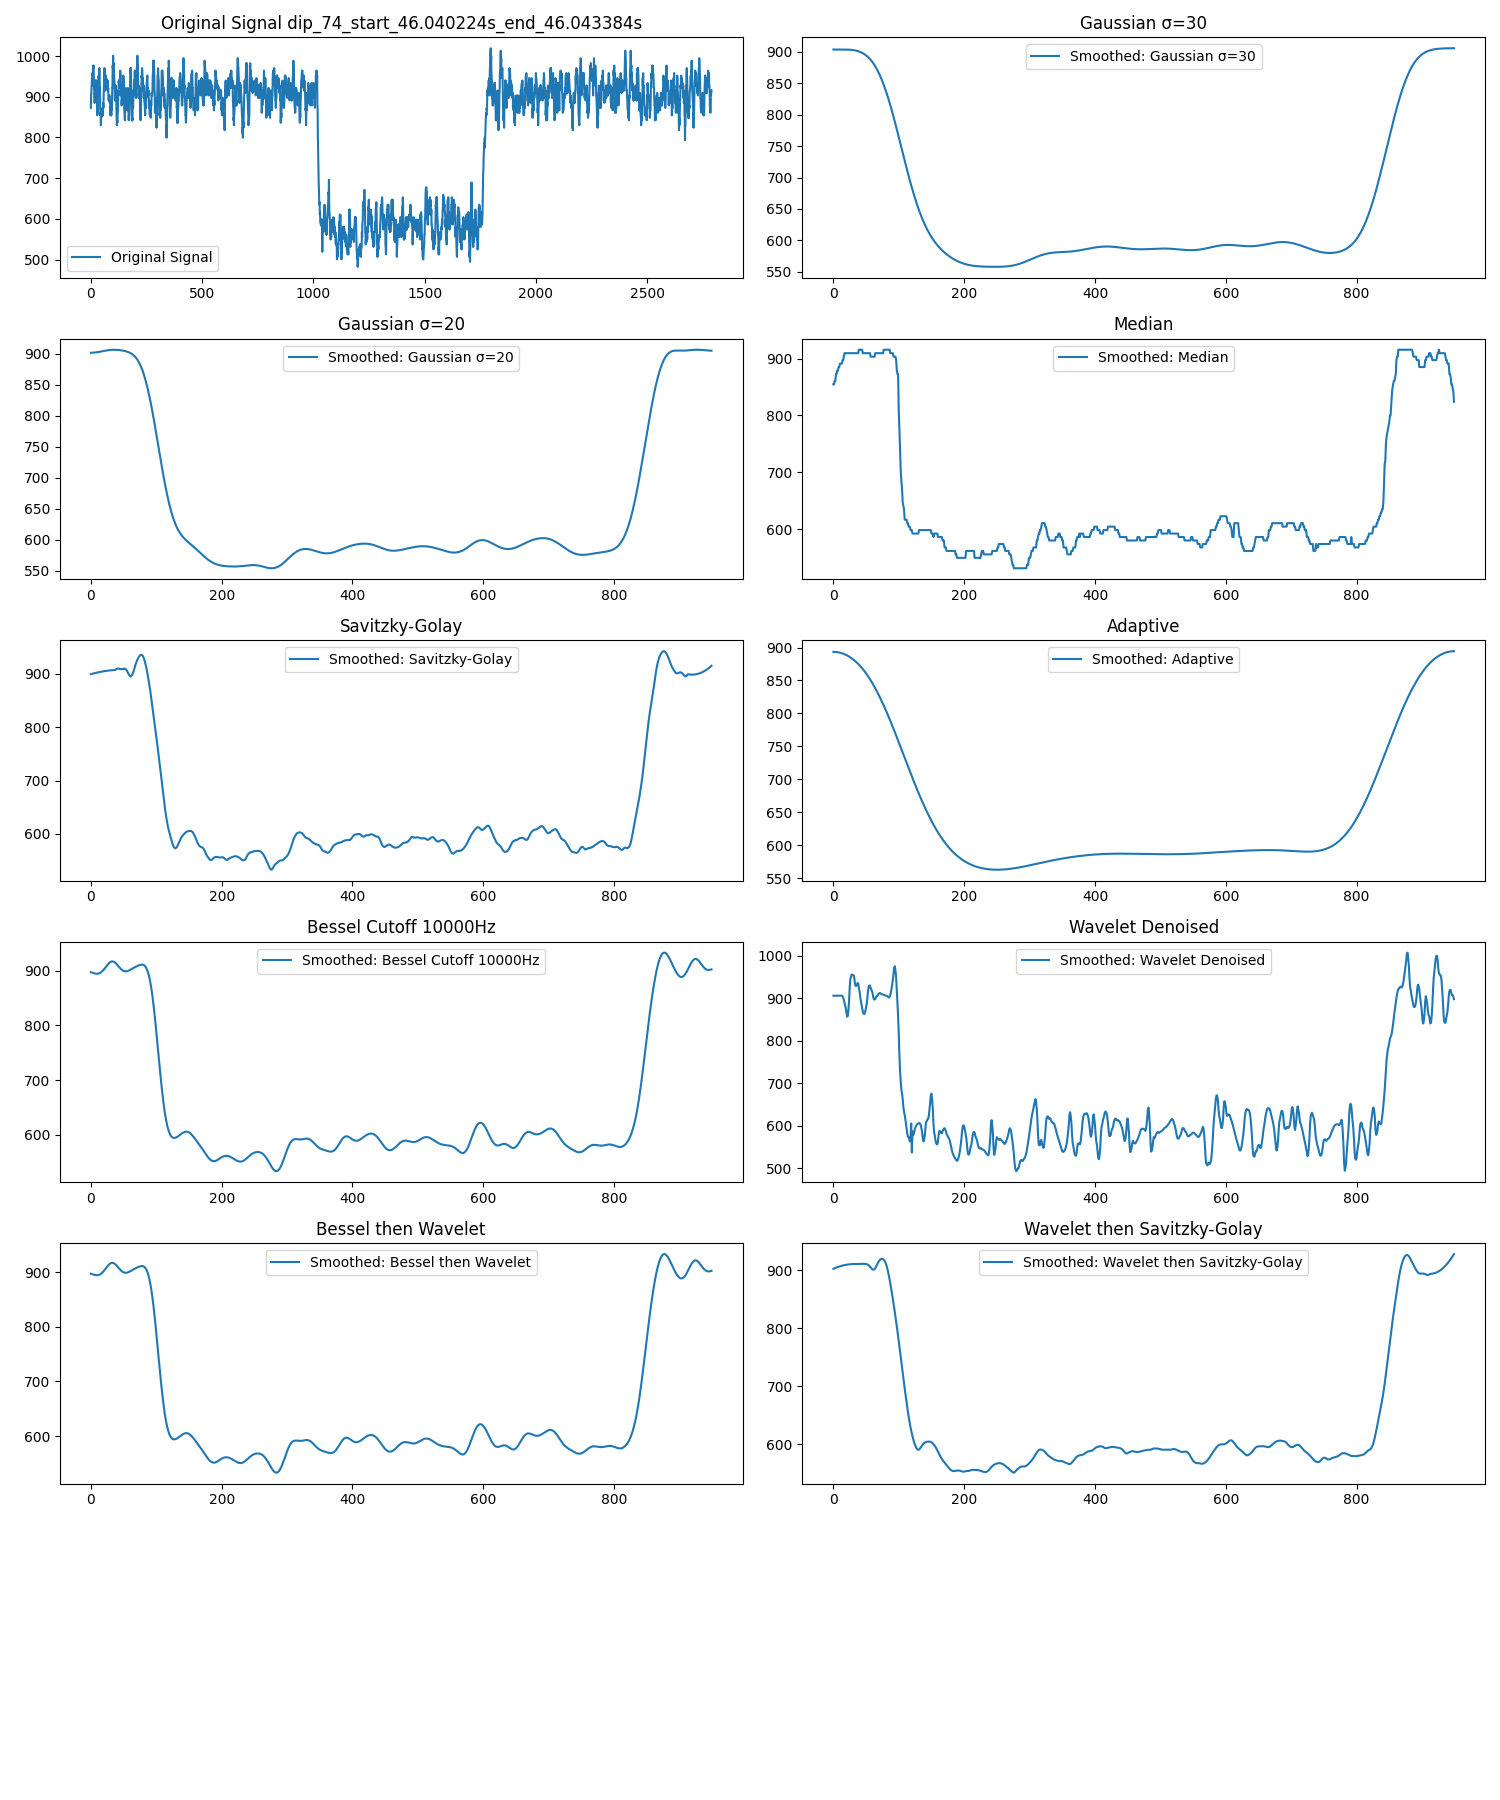 Original Signal dip_74_start_46.040224s_end_46.043384s
1000
900
800
700
600
500
Original Signal
0 500 1000 1500 2000 2500
Gaussian σ=30
900
850
800
750
700
650
600
550
Smoothed: Gaussian σ=30
0 200 400 600 800
Gaussian σ=20
900
850
800
750
700
650
600
550
Smoothed: Gaussian σ=20
0 200 400 600 800
Median
900
800
700
600
Smoothed: Median
0 200 400 600 800
Savitzky-Golay
900
800
700
600
Smoothed: Savitzky-Golay
0 200 400 600 800
Adaptive
900
850
800
750
700
650
600
550
Smoothed: Adaptive
0 200 400 600 800
Bessel Cutoff 10000Hz
900
800
700
600
Smoothed: Bessel Cutoff 10000Hz
0 200 400 600 800
Wavelet Denoised
1000
900
800
700
600
500
Smoothed: Wavelet Denoised
0 200 400 600 800
Bessel then Wavelet
900
800
700
600
Smoothed: Bessel then Wavelet
0 200 400 600 800
Wavelet then Savitzky-Golay
900
800
700
600
Smoothed: Wavelet then Savitzky-Golay
0 200 400 600 800